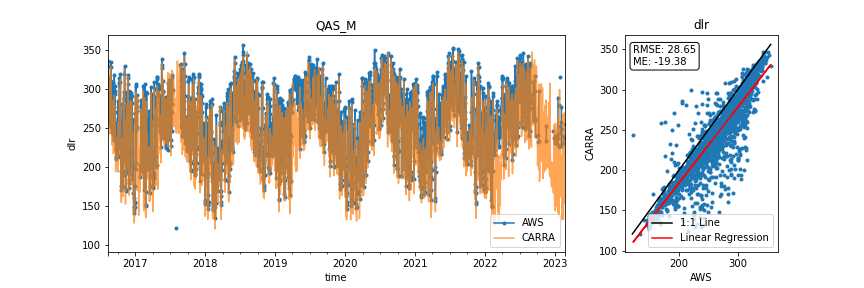 QAS_M
dlr
350
300
250
200
150
100
dlr
2017
2018
2019
2020
2021
2022
2023
time
AWS
CARRA
dlr
RMSE: 28.65
ME: -19.38
350
300
250
200
150
100
CARRA
200
300
AWS
1:1 Line
Linear Regression